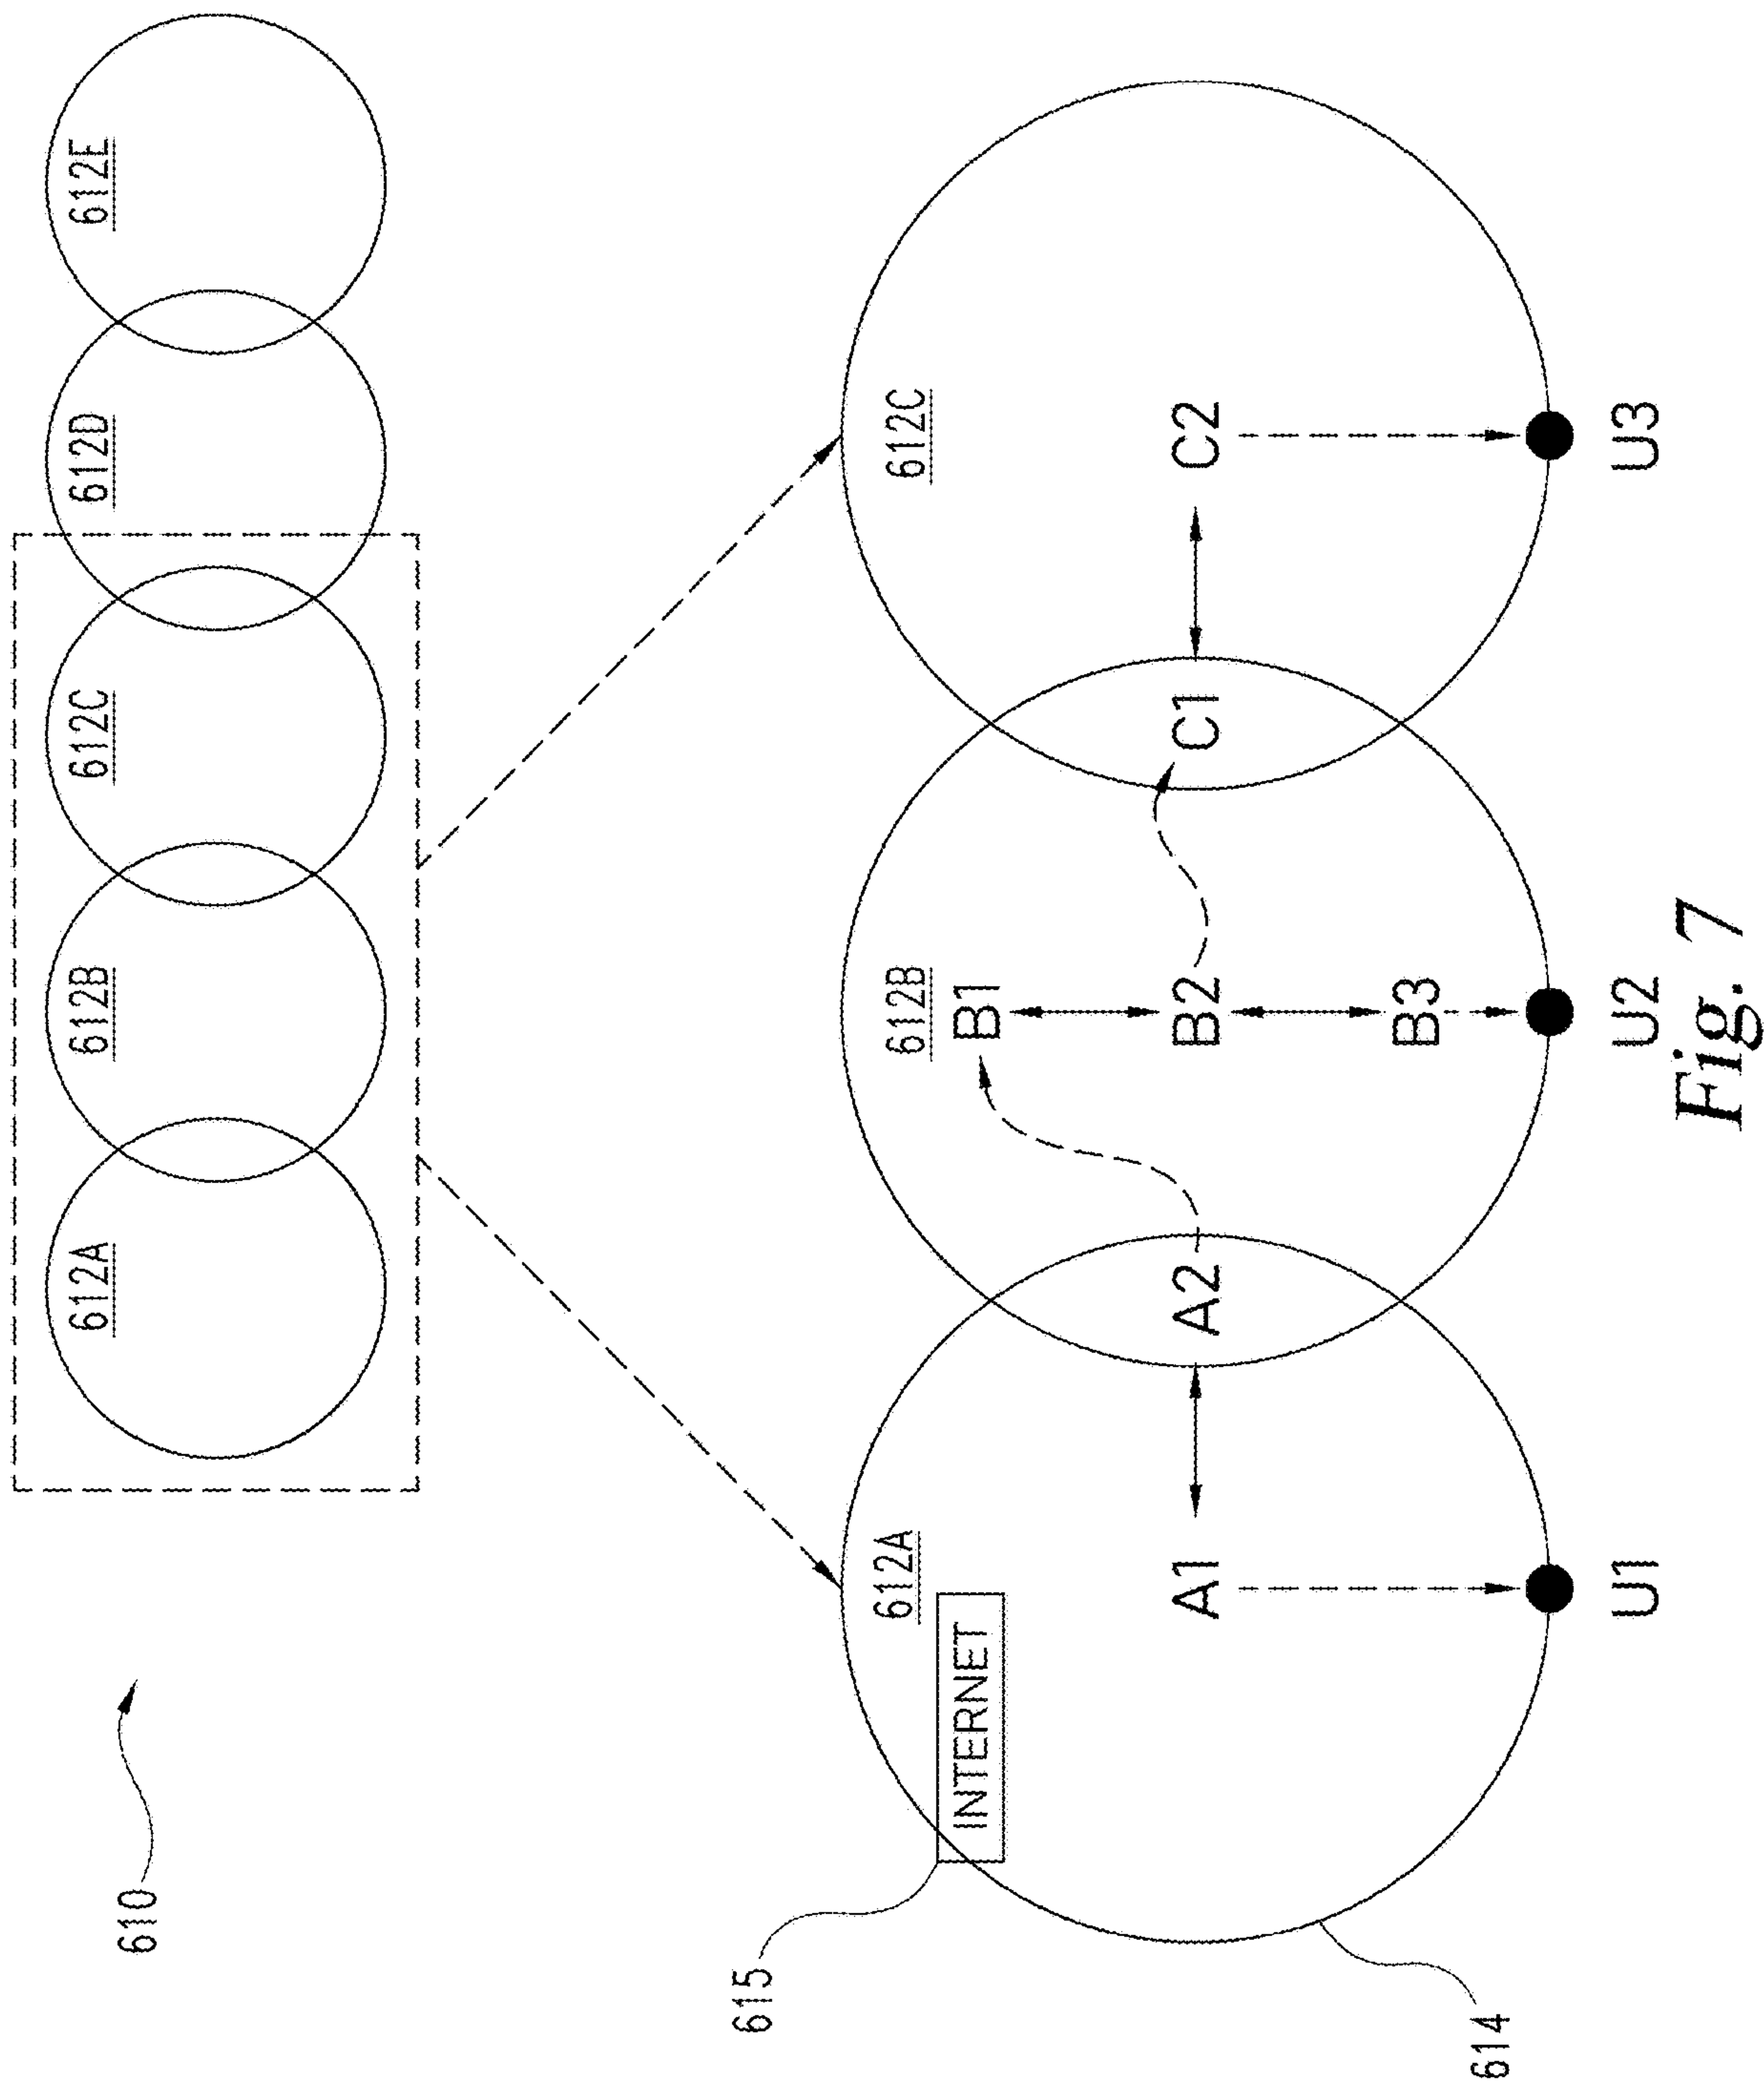 610
612A
612B
612C
612D
612E
615
INTERNET
612A
612B
612C
B1
A1
A2
B2
C1
C2
B3
614
U1
U2
U3
Fig. 7